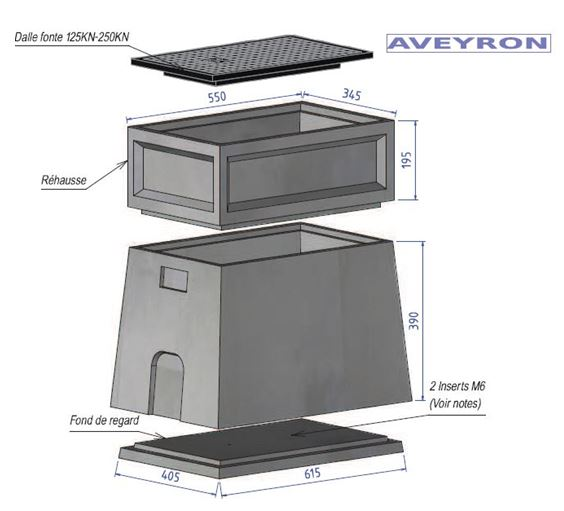 Dalle fonte 125KN-250KN
AVEYRON
550
345
195
Réhausse
390
2 Inserts M6
(Voir notes)
Fond de regard
405
615